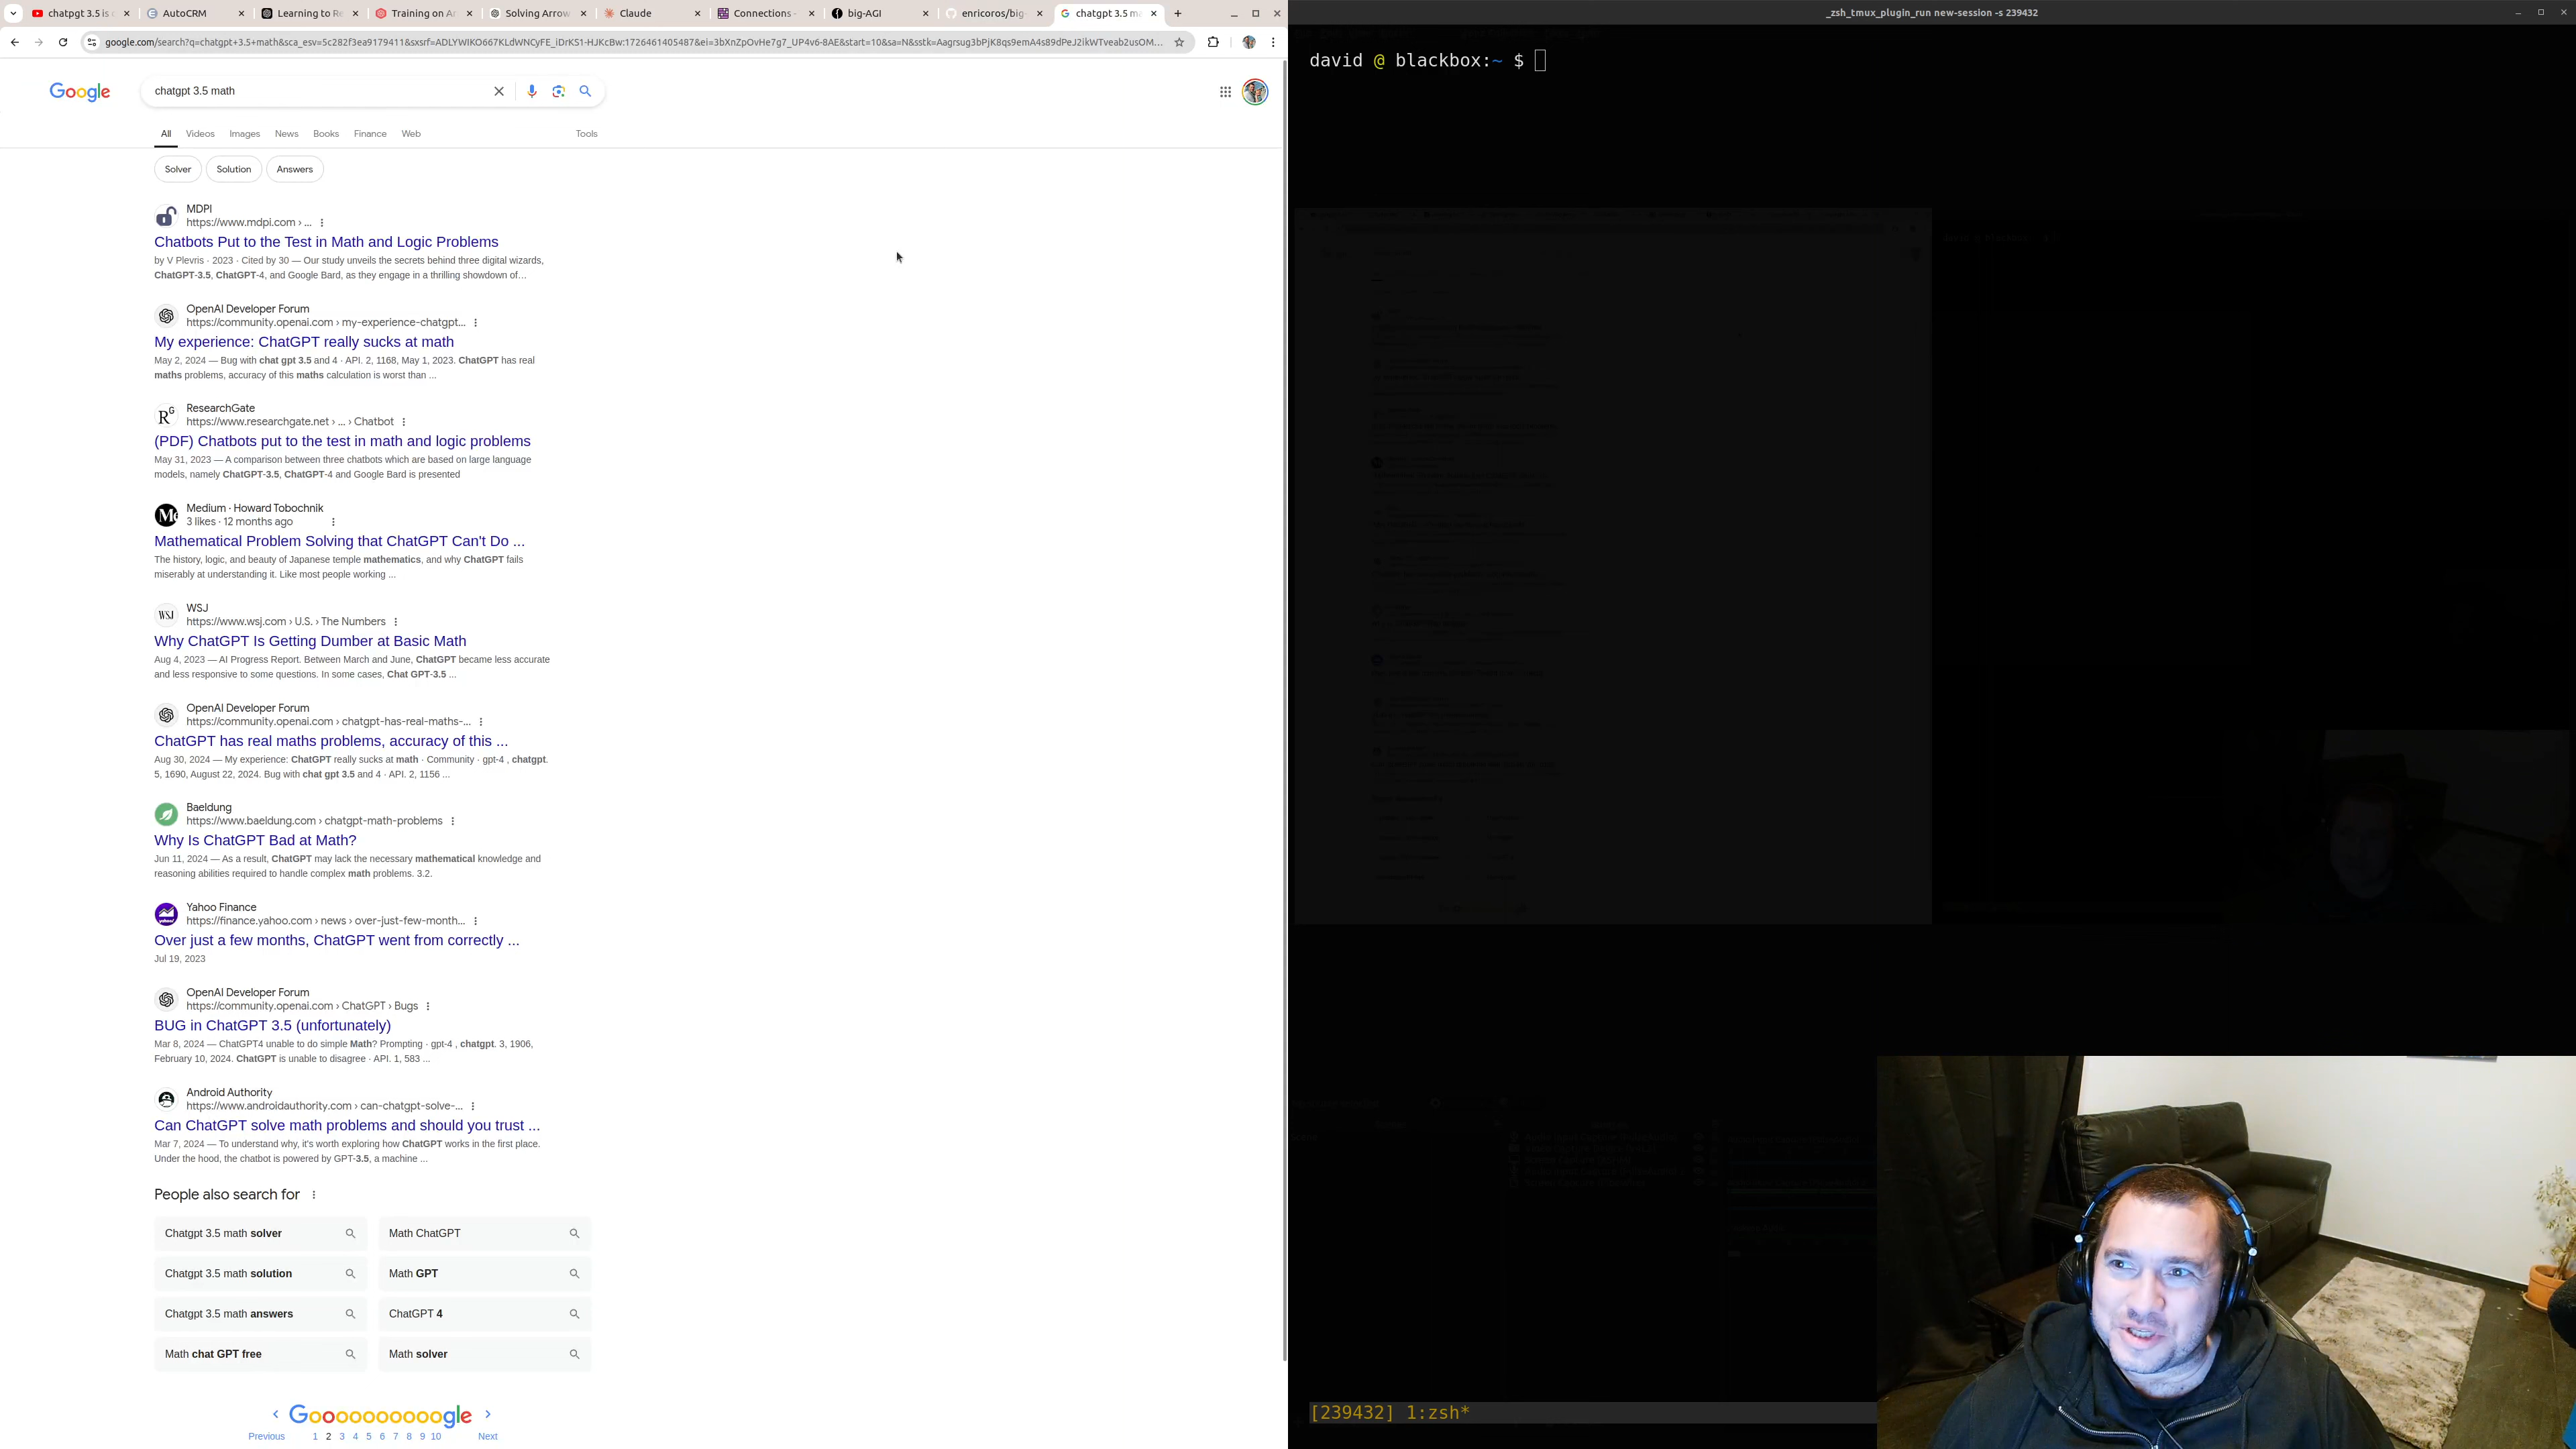 chatgpt 3.5 is
AutoCRM
Learning to Re
Training on Ar
Solving Arrow
Claude
Connections -
big-AGI
enricoros/big-
chatgpt 3.5 ma
_zsh_tmux_plugin_run new-session -s 239432
david @ blackbox:~ $
Google
chatgpt 3.5 math
All Videos Images News Books Finance Web Tools
Solver Solution Answers
MDPI
https://www.mdpi.com › ...
Chatbots Put to the Test in Math and Logic Problems
by V Plevris · 2023 · Cited by 30 — Our study unveils the secrets behind three digital wizards,
ChatGPT-3.5, ChatGPT-4, and Google Bard, as they engage in a thrilling showdown of...
OpenAI Developer Forum
https://community.openai.com › my-experience-chatgpt...
My experience: ChatGPT really sucks at math
May 2, 2024 — Bug with chat gpt 3.5 and 4 · API. 2, 1168, May 1, 2023. ChatGPT has real
maths problems, accuracy of this maths calculation is worst than ...
ResearchGate
https://www.researchgate.net › ... › Chatbot
(PDF) Chatbots put to the test in math and logic problems
May 31, 2023 — A comparison between three chatbots which are based on large language
models, namely ChatGPT-3.5, ChatGPT-4 and Google Bard is presented
Medium · Howard Tobochnik
3 likes · 12 months ago
Mathematical Problem Solving that ChatGPT Can't Do ...
The history, logic, and beauty of Japanese temple mathematics, and why ChatGPT fails
miserably at understanding it. Like most people working ...
WSJ
https://www.wsj.com › U.S. › The Numbers
Why ChatGPT Is Getting Dumber at Basic Math
Aug 4, 2023 — AI Progress Report. Between March and June, ChatGPT became less accurate
and less responsive to some questions. In some cases, Chat GPT-3.5 ...
OpenAI Developer Forum
https://community.openai.com › chatgpt-has-real-maths-...
ChatGPT has real maths problems, accuracy of this ...
Aug 30, 2024 — My experience: ChatGPT really sucks at math · Community · gpt-4 , chatgpt.
5, 1690, August 22, 2024. Bug with chat gpt 3.5 and 4 · API. 2, 1156 ...
Baeldung
https://www.baeldung.com › chatgpt-math-problems
Why Is ChatGPT Bad at Math?
Jun 11, 2024 — As a result, ChatGPT may lack the necessary mathematical knowledge and
reasoning abilities required to handle complex math problems. 3.2.
Yahoo Finance
https://finance.yahoo.com › news › over-just-few-month...
Over just a few months, ChatGPT went from correctly ...
Jul 19, 2023
OpenAI Developer Forum
https://community.openai.com › ChatGPT › Bugs
BUG in ChatGPT 3.5 (unfortunately)
Mar 8, 2024 — ChatGPT4 unable to do simple Math? Prompting · gpt-4 , chatgpt. 3, 1906,
February 10, 2024. ChatGPT is unable to disagree · API. 1, 583 ...
Android Authority
https://www.androidauthority.com › can-chatgpt-solve-...
Can ChatGPT solve math problems and should you trust ...
Mar 7, 2024 — To understand why, it's worth exploring how ChatGPT works in the first place.
Under the hood, the chatbot is powered by GPT-3.5, a machine ...
People also search for
Chatgpt 3.5 math solver
Math ChatGPT
Chatgpt 3.5 math solution
Math GPT
Chatgpt 3.5 math answers
ChatGPT 4
Math chat GPT free
Math solver
Goooooooooogle
Previous 1 2 3 4 5 6 7 8 9 10 Next
[239432] 1:zsh*